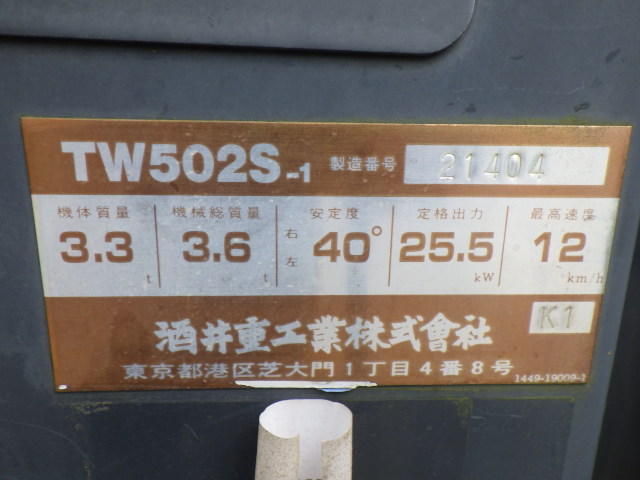 TW502S-1 製造番号 21404
機体質量 機械総質量 安定度 定格出力 最高速度
3.3 t 3.6 t 右左 40° 25.5 kW 12 km/h
K1
酒井重工業株式會社
東京都港区芝大門1丁目4番8号
1449-19009-1